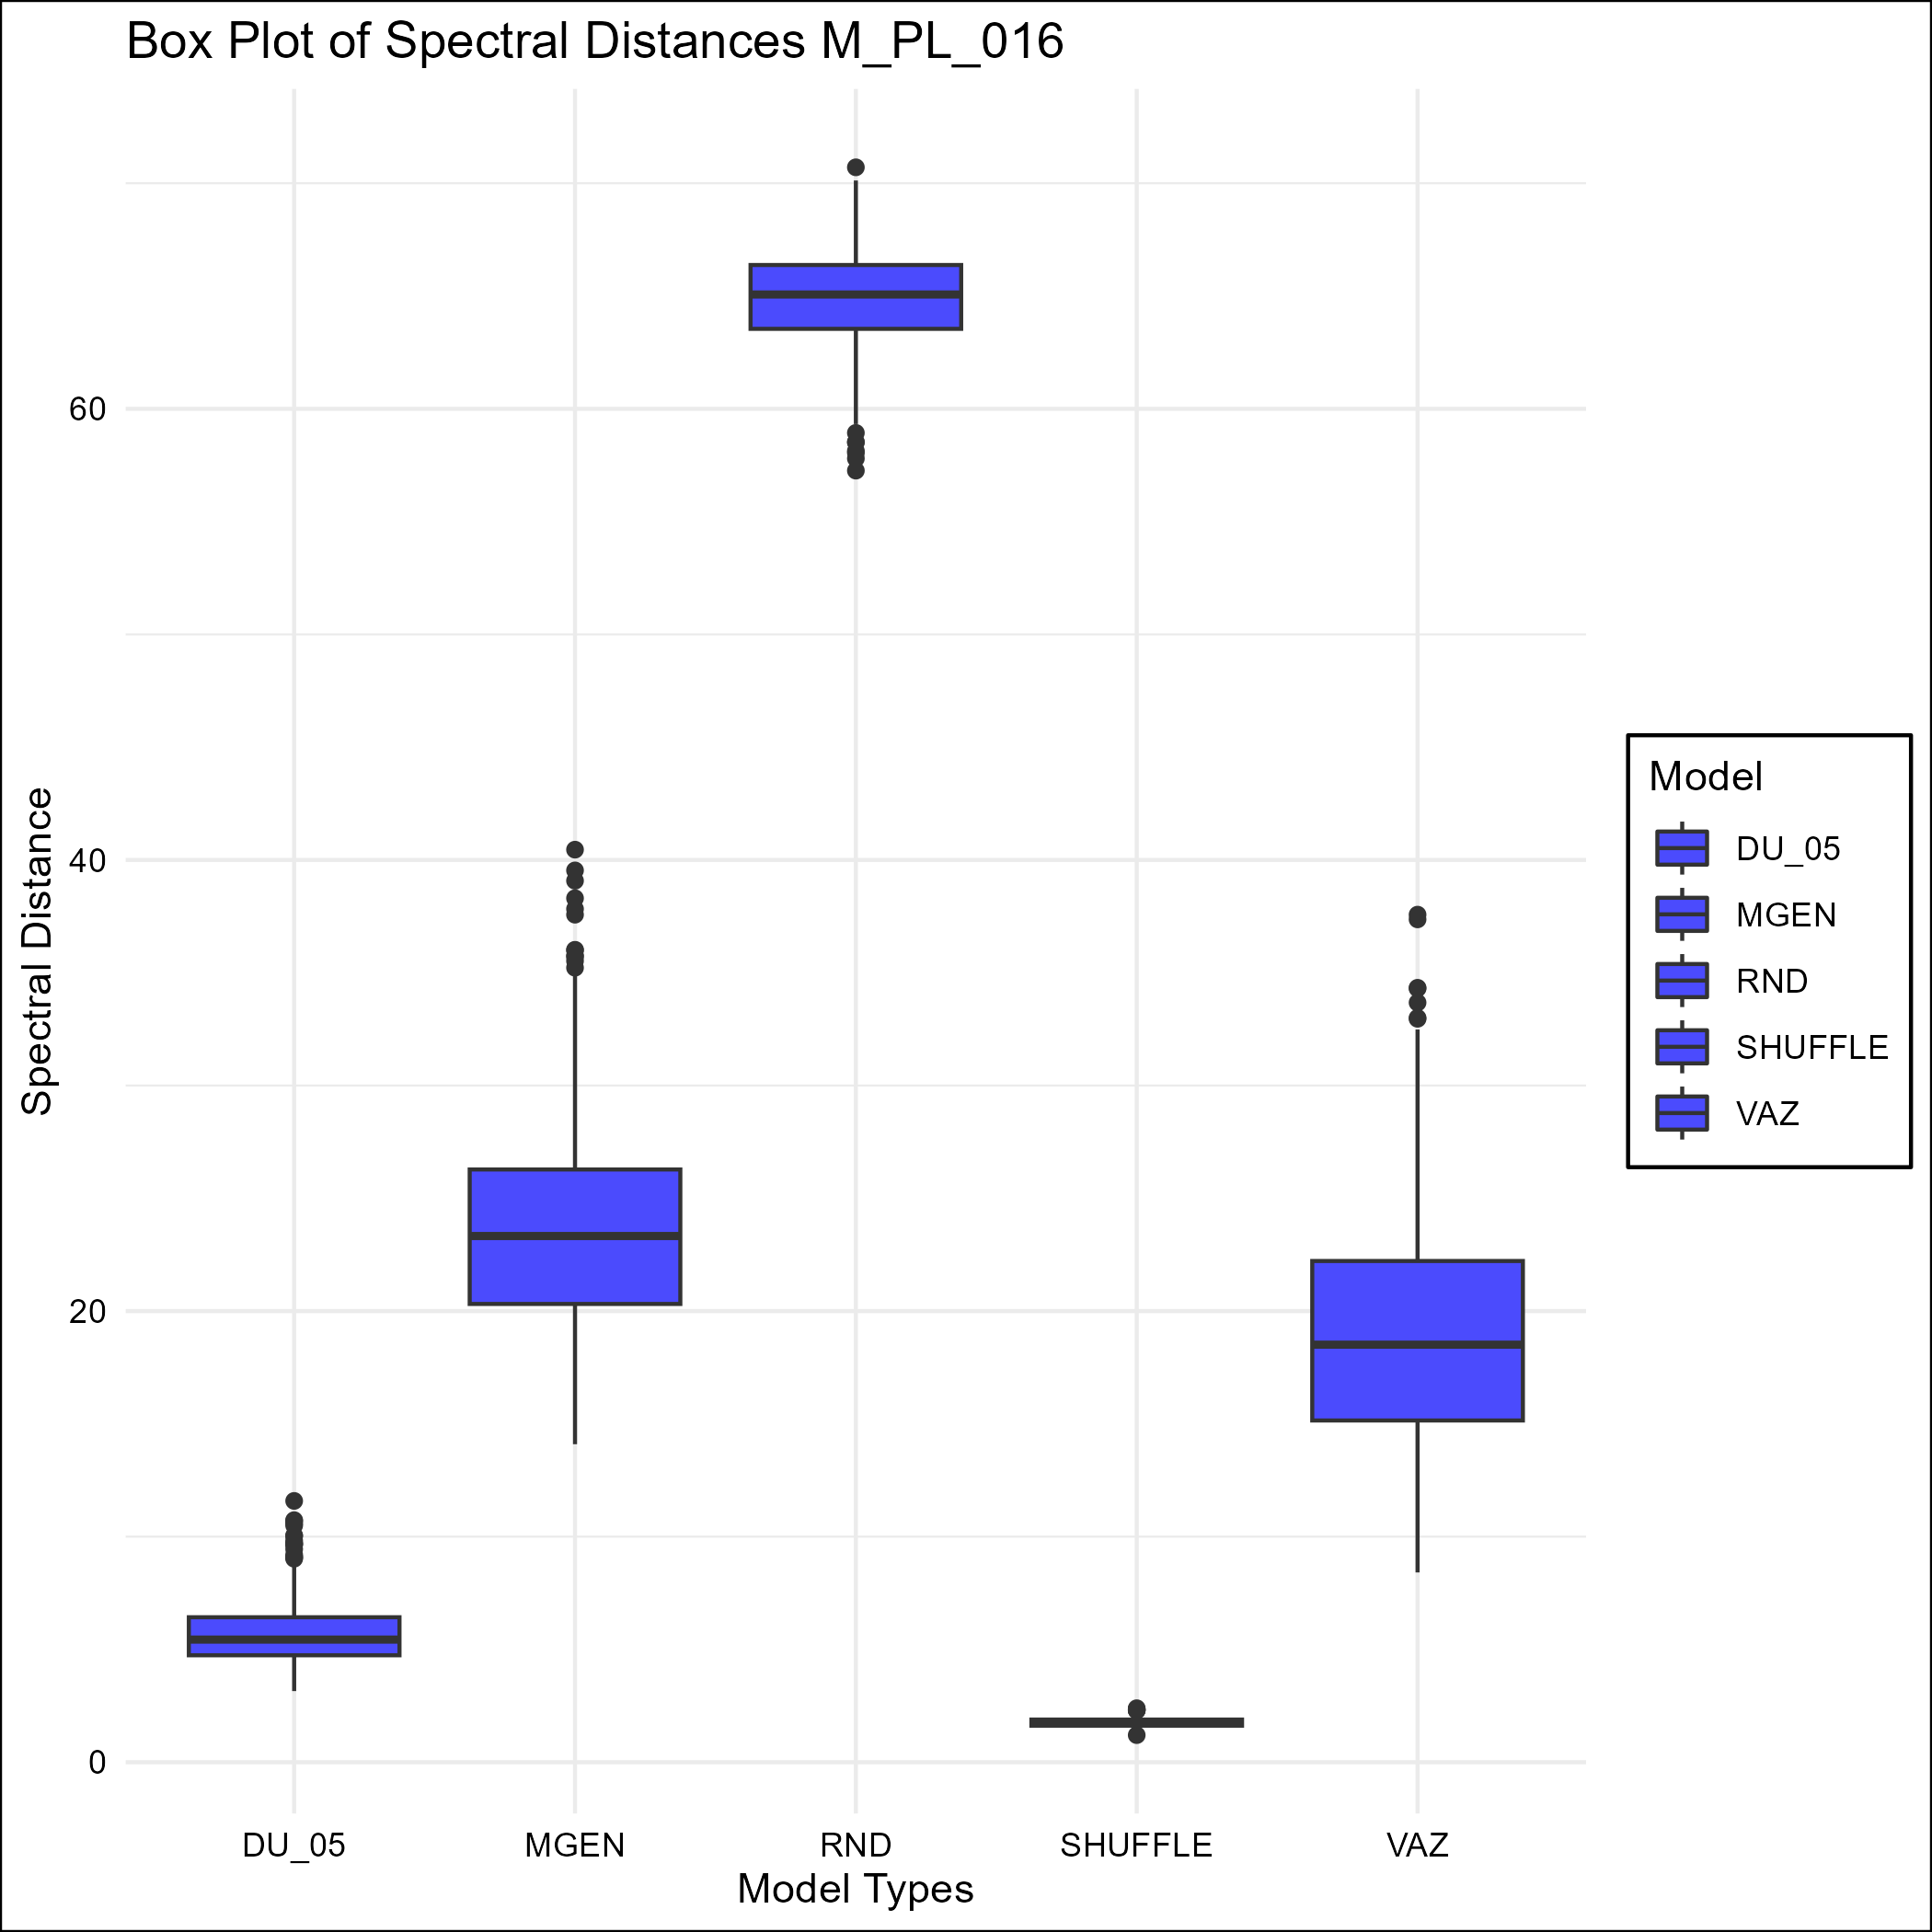 Box Plot of Spectral Distances M_PL_016
Spectral Distance
60
40
20
0
DU_05
MGEN
RND
SHUFFLE
VAZ
Model Types
Model
DU_05
MGEN
RND
SHUFFLE
VAZ